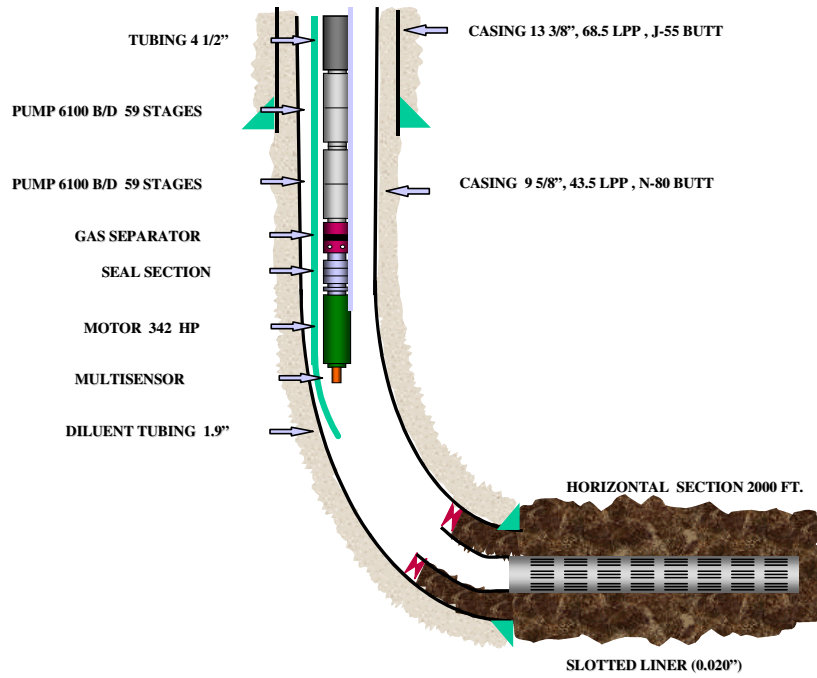 TUBING 4 1/2”
CASING 13 3/8”, 68.5 LPP , J-55 BUTT
PUMP 6100 B/D 59 STAGES
PUMP 6100 B/D 59 STAGES
CASING 9 5/8”, 43.5 LPP , N-80 BUTT
GAS SEPARATOR
SEAL SECTION
MOTOR 342 HP
MULTISENSOR
DILUENT TUBING 1.9”
HORIZONTAL SECTION 2000 FT.
SLOTTED LINER (0.020”)